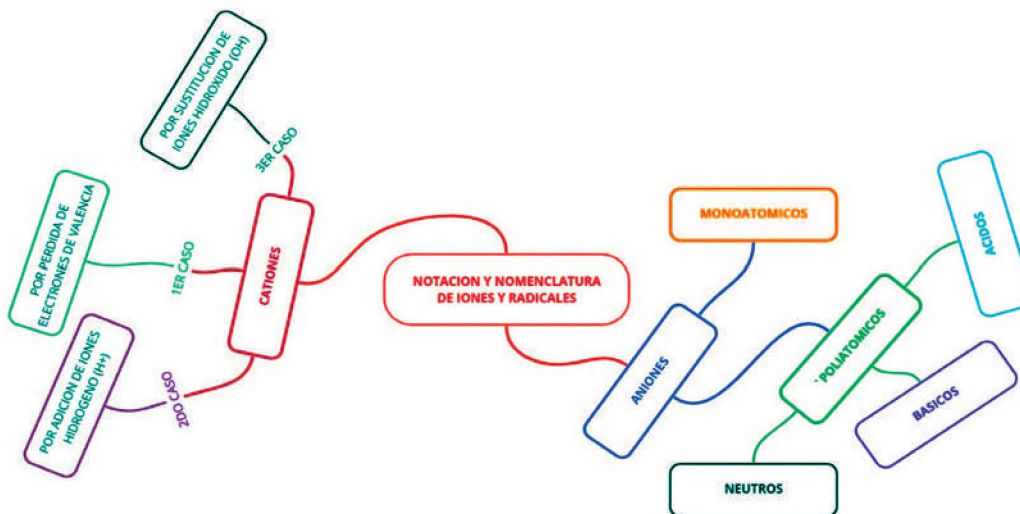 NOTACION Y NOMENCLATURA
DE IONES Y RADICALES
CATIONES
1ER CASO
POR PERDIDA DE
ELECTRONES DE VALENCIA
2DO CASO
POR ADICION DE IONES
HIDROGENO (H+)
3ER CASO
POR SUSTITUCION DE
IONES HIDROXIDO (OH)
ANIONES
MONOATOMICOS
`POLIATOMICOS
ACIDOS
BASICOS
NEUTROS